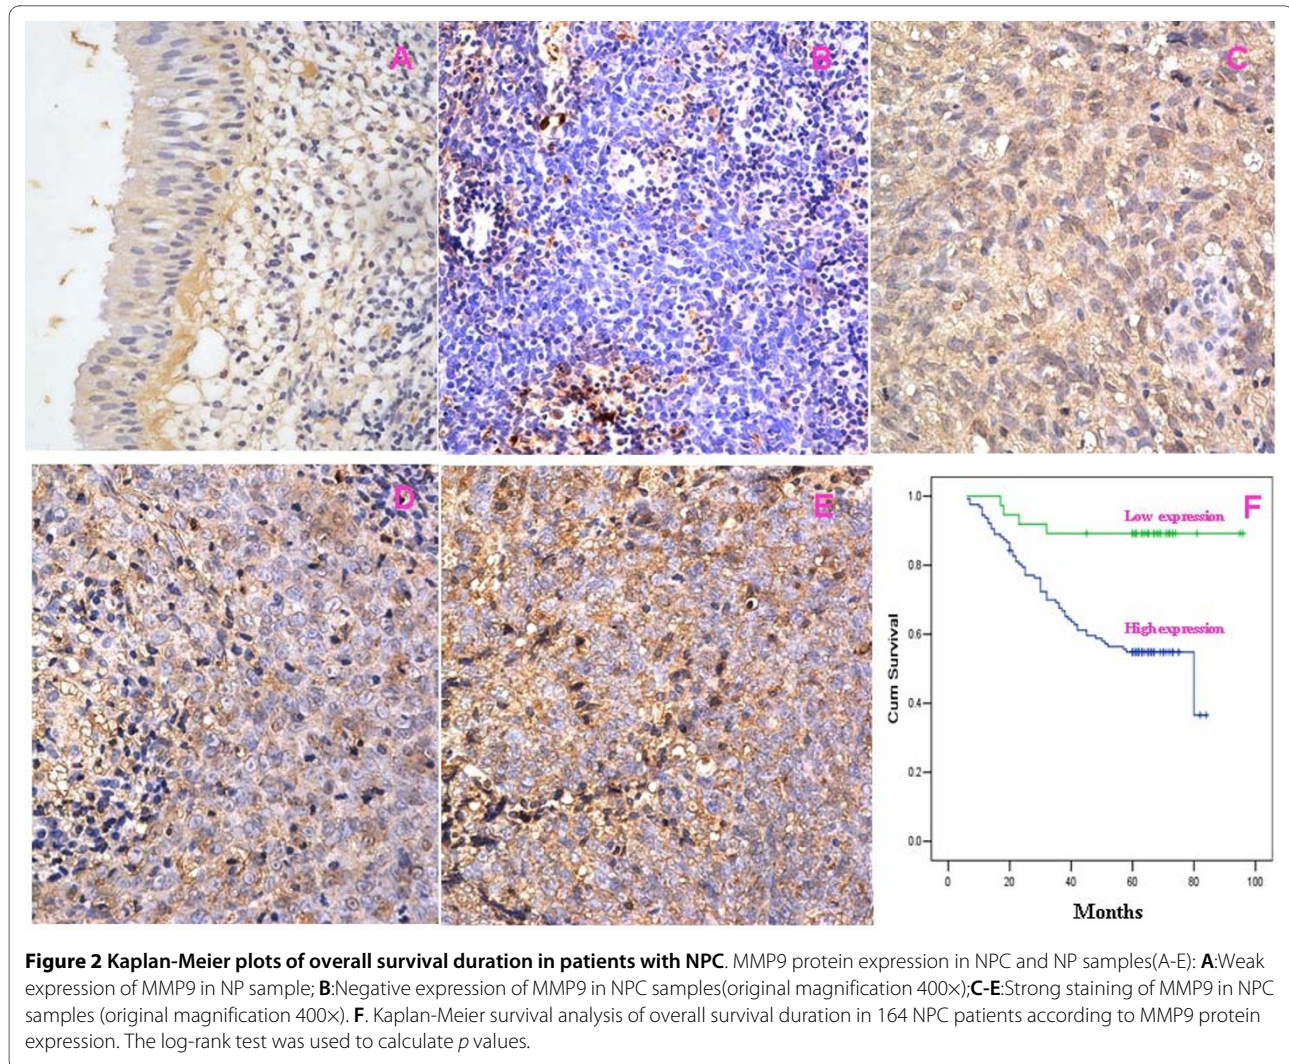 A
B
C
D
E
F
1.0
Low expression
0.8
High expression
0.6
Cum Survival
0.4
0.2
0.0
0 20 40 60 80 100
Months
Figure 2 Kaplan-Meier plots of overall survival duration in patients with NPC. MMP9 protein expression in NPC and NP samples(A-E): A:Weak
expression of MMP9 in NP sample; B:Negative expression of MMP9 in NPC samples(original magnification 400×);C-E:Strong staining of MMP9 in NPC
samples (original magnification 400×). F. Kaplan-Meier survival analysis of overall survival duration in 164 NPC patients according to MMP9 protein
expression. The log-rank test was used to calculate p values.